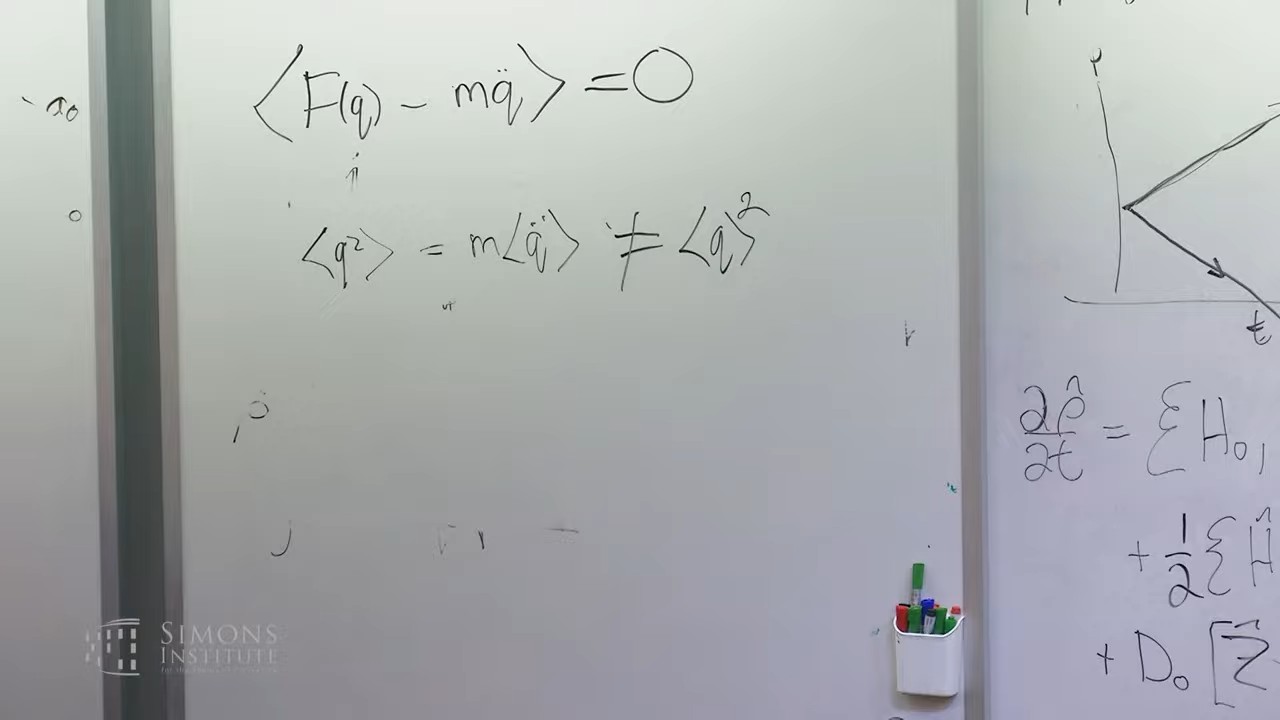 x₀
⟨F(q) − mq̈⟩ = 0
⟨q²⟩ = m⟨q̈⟩ ≠ ⟨q⟩²
t
∂ρ̂/∂t = {H₀,
+ 1/2 {Ĥ
+ D₀ [Ẑ
SIMONS
INSTITUTE